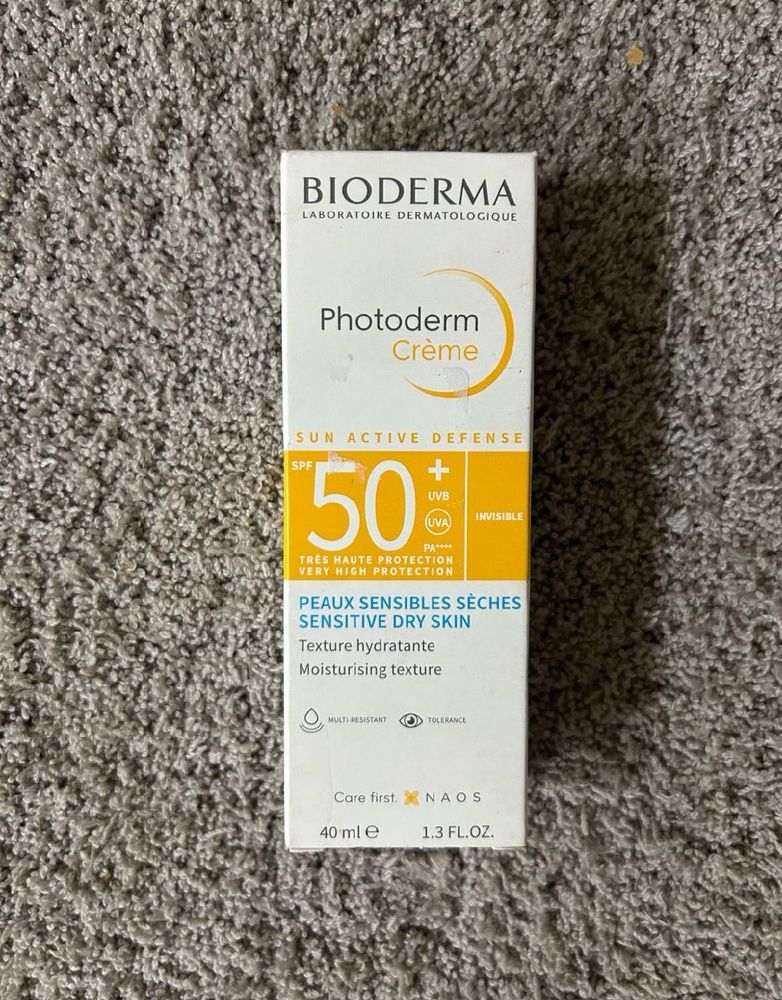 BIODERMA
LABORATOIRE DERMATOLOGIQUE
Photoderm
Crème
SUN ACTIVE DEFENSE
SPF 50+
UVB
UVA
PA++++
INVISIBLE
TRÈS HAUTE PROTECTION
VERY HIGH PROTECTION
PEAUX SENSIBLES SÈCHES
SENSITIVE DRY SKIN
Texture hydratante
Moisturising texture
MULTI-RESISTANT TOLERANCE
Care first. NAOS
40 ml ℮ 1.3 FL.OZ.